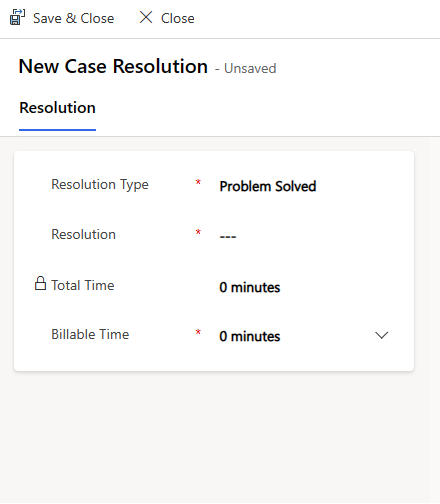 Save & Close Close
New Case Resolution - Unsaved
Resolution
Resolution Type * Problem Solved
Resolution * ---
Total Time 0 minutes
Billable Time * 0 minutes